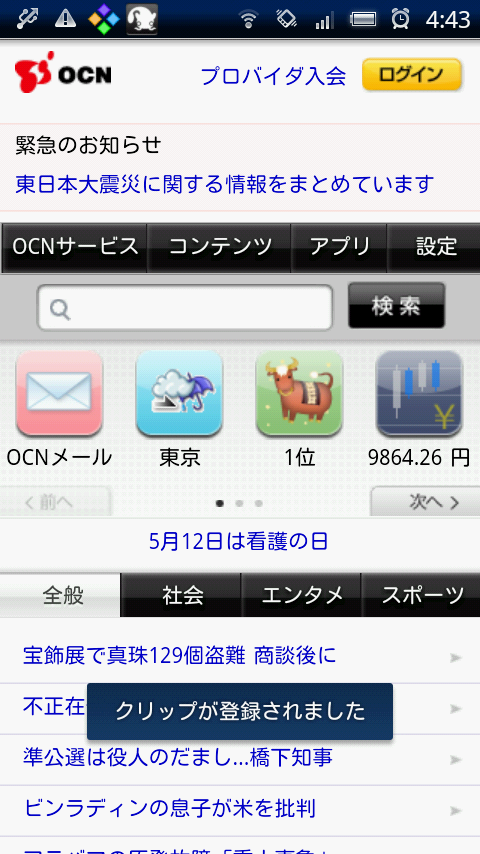 4:43
OCN
プロバイダ入会
ログイン
緊急のお知らせ
東日本大震災に関する情報をまとめています
OCNサービス
コンテンツ
アプリ
設定
検索
OCNメール
東京
1位
¥
9864.26 円
< 前へ
次へ >
5月12日は看護の日
全般
社会
エンタメ
スポーツ
宝飾展で真珠129個盗難 商談後に
不正在
クリップが登録されました
準公選は役人のだまし...橋下知事
ビンラディンの息子が米を批判